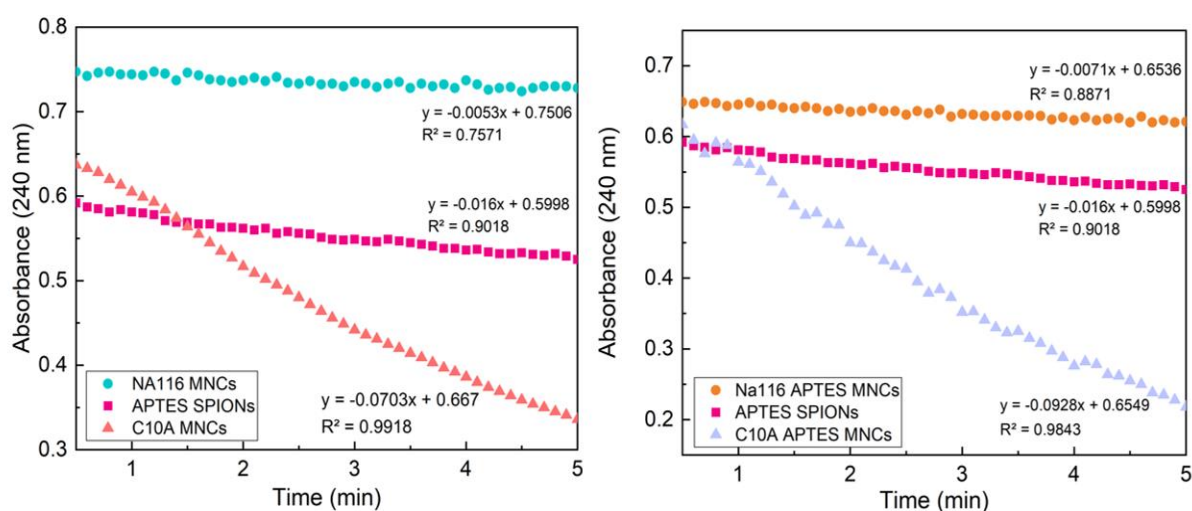 0.8
0.7
0.6
0.5
0.4
0.3
Absorbance (240 nm)
y = -0.0053x + 0.7506
R² = 0.7571
y = -0.016x + 0.5998
R² = 0.9018
y = -0.0703x + 0.667
R² = 0.9918
NA116 MNCs
APTES SPIONs
C10A MNCs
1 2 3 4 5
Time (min)
0.7
0.6
0.5
0.4
0.3
0.2
Absorbance (240 nm)
y = -0.0071x + 0.6536
R² = 0.8871
y = -0.016x + 0.5998
R² = 0.9018
y = -0.0928x + 0.6549
R² = 0.9843
Na116 APTES MNCs
APTES SPIONs
C10A APTES MNCs
1 2 3 4 5
Time (min)